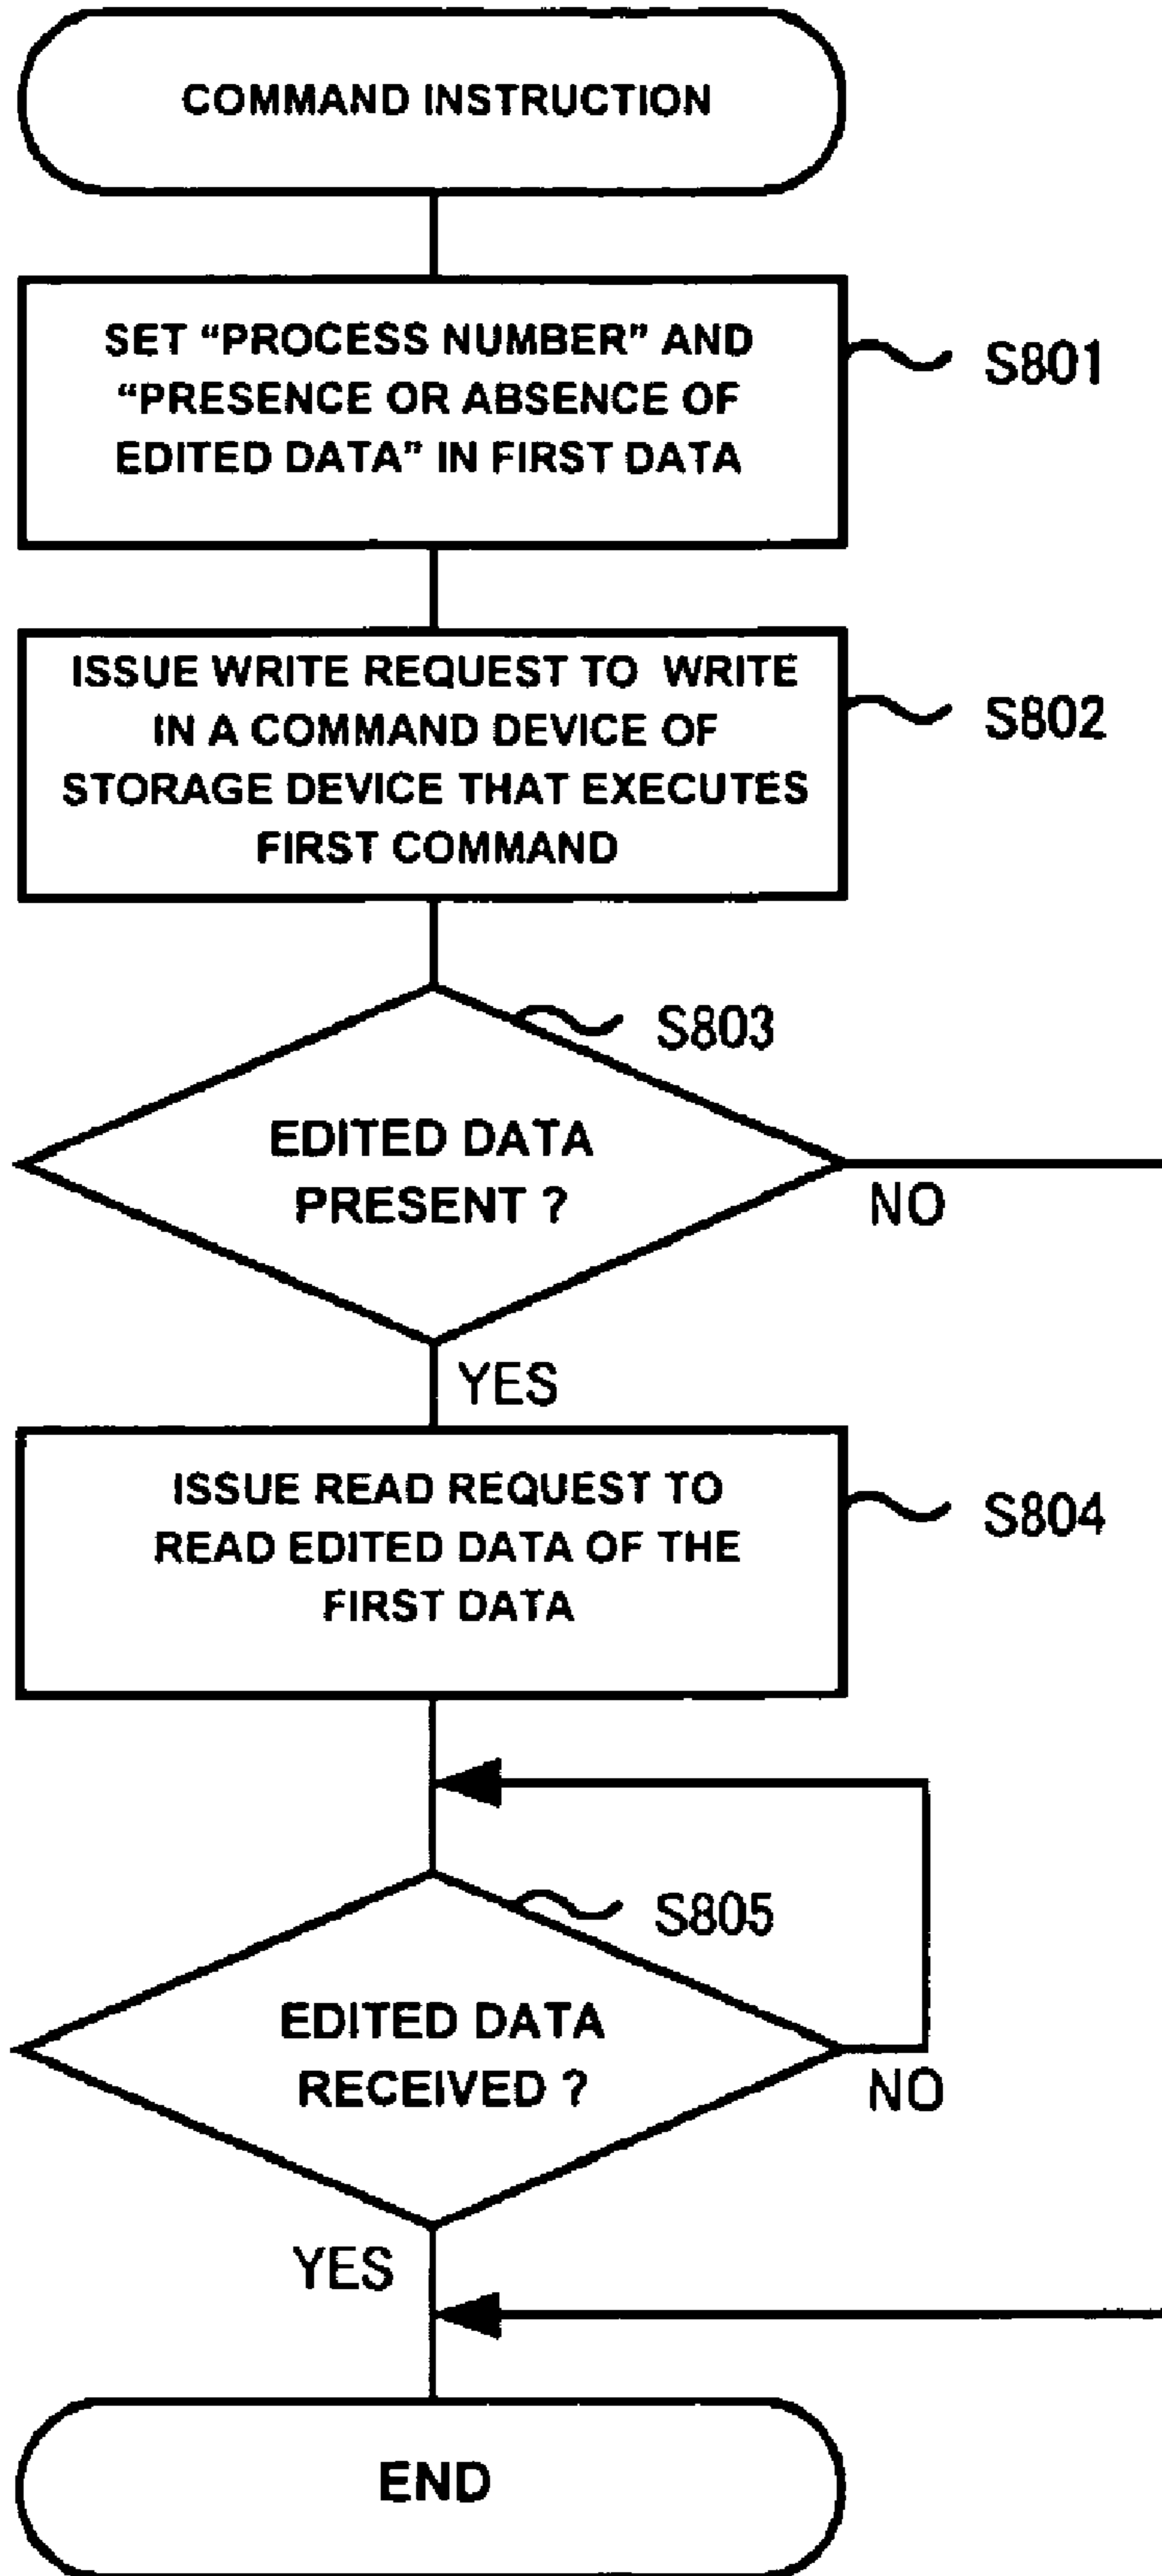 COMMAND INSTRUCTION
SET “PROCESS NUMBER” AND
“PRESENCE OR ABSENCE OF
EDITED DATA” IN FIRST DATA
S801
ISSUE WRITE REQUEST TO WRITE
IN A COMMAND DEVICE OF
STORAGE DEVICE THAT EXECUTES
FIRST COMMAND
S802
S803
EDITED DATA
PRESENT ?
NO
YES
ISSUE READ REQUEST TO
READ EDITED DATA OF THE
FIRST DATA
S804
S805
EDITED DATA
RECEIVED ?
NO
YES
END